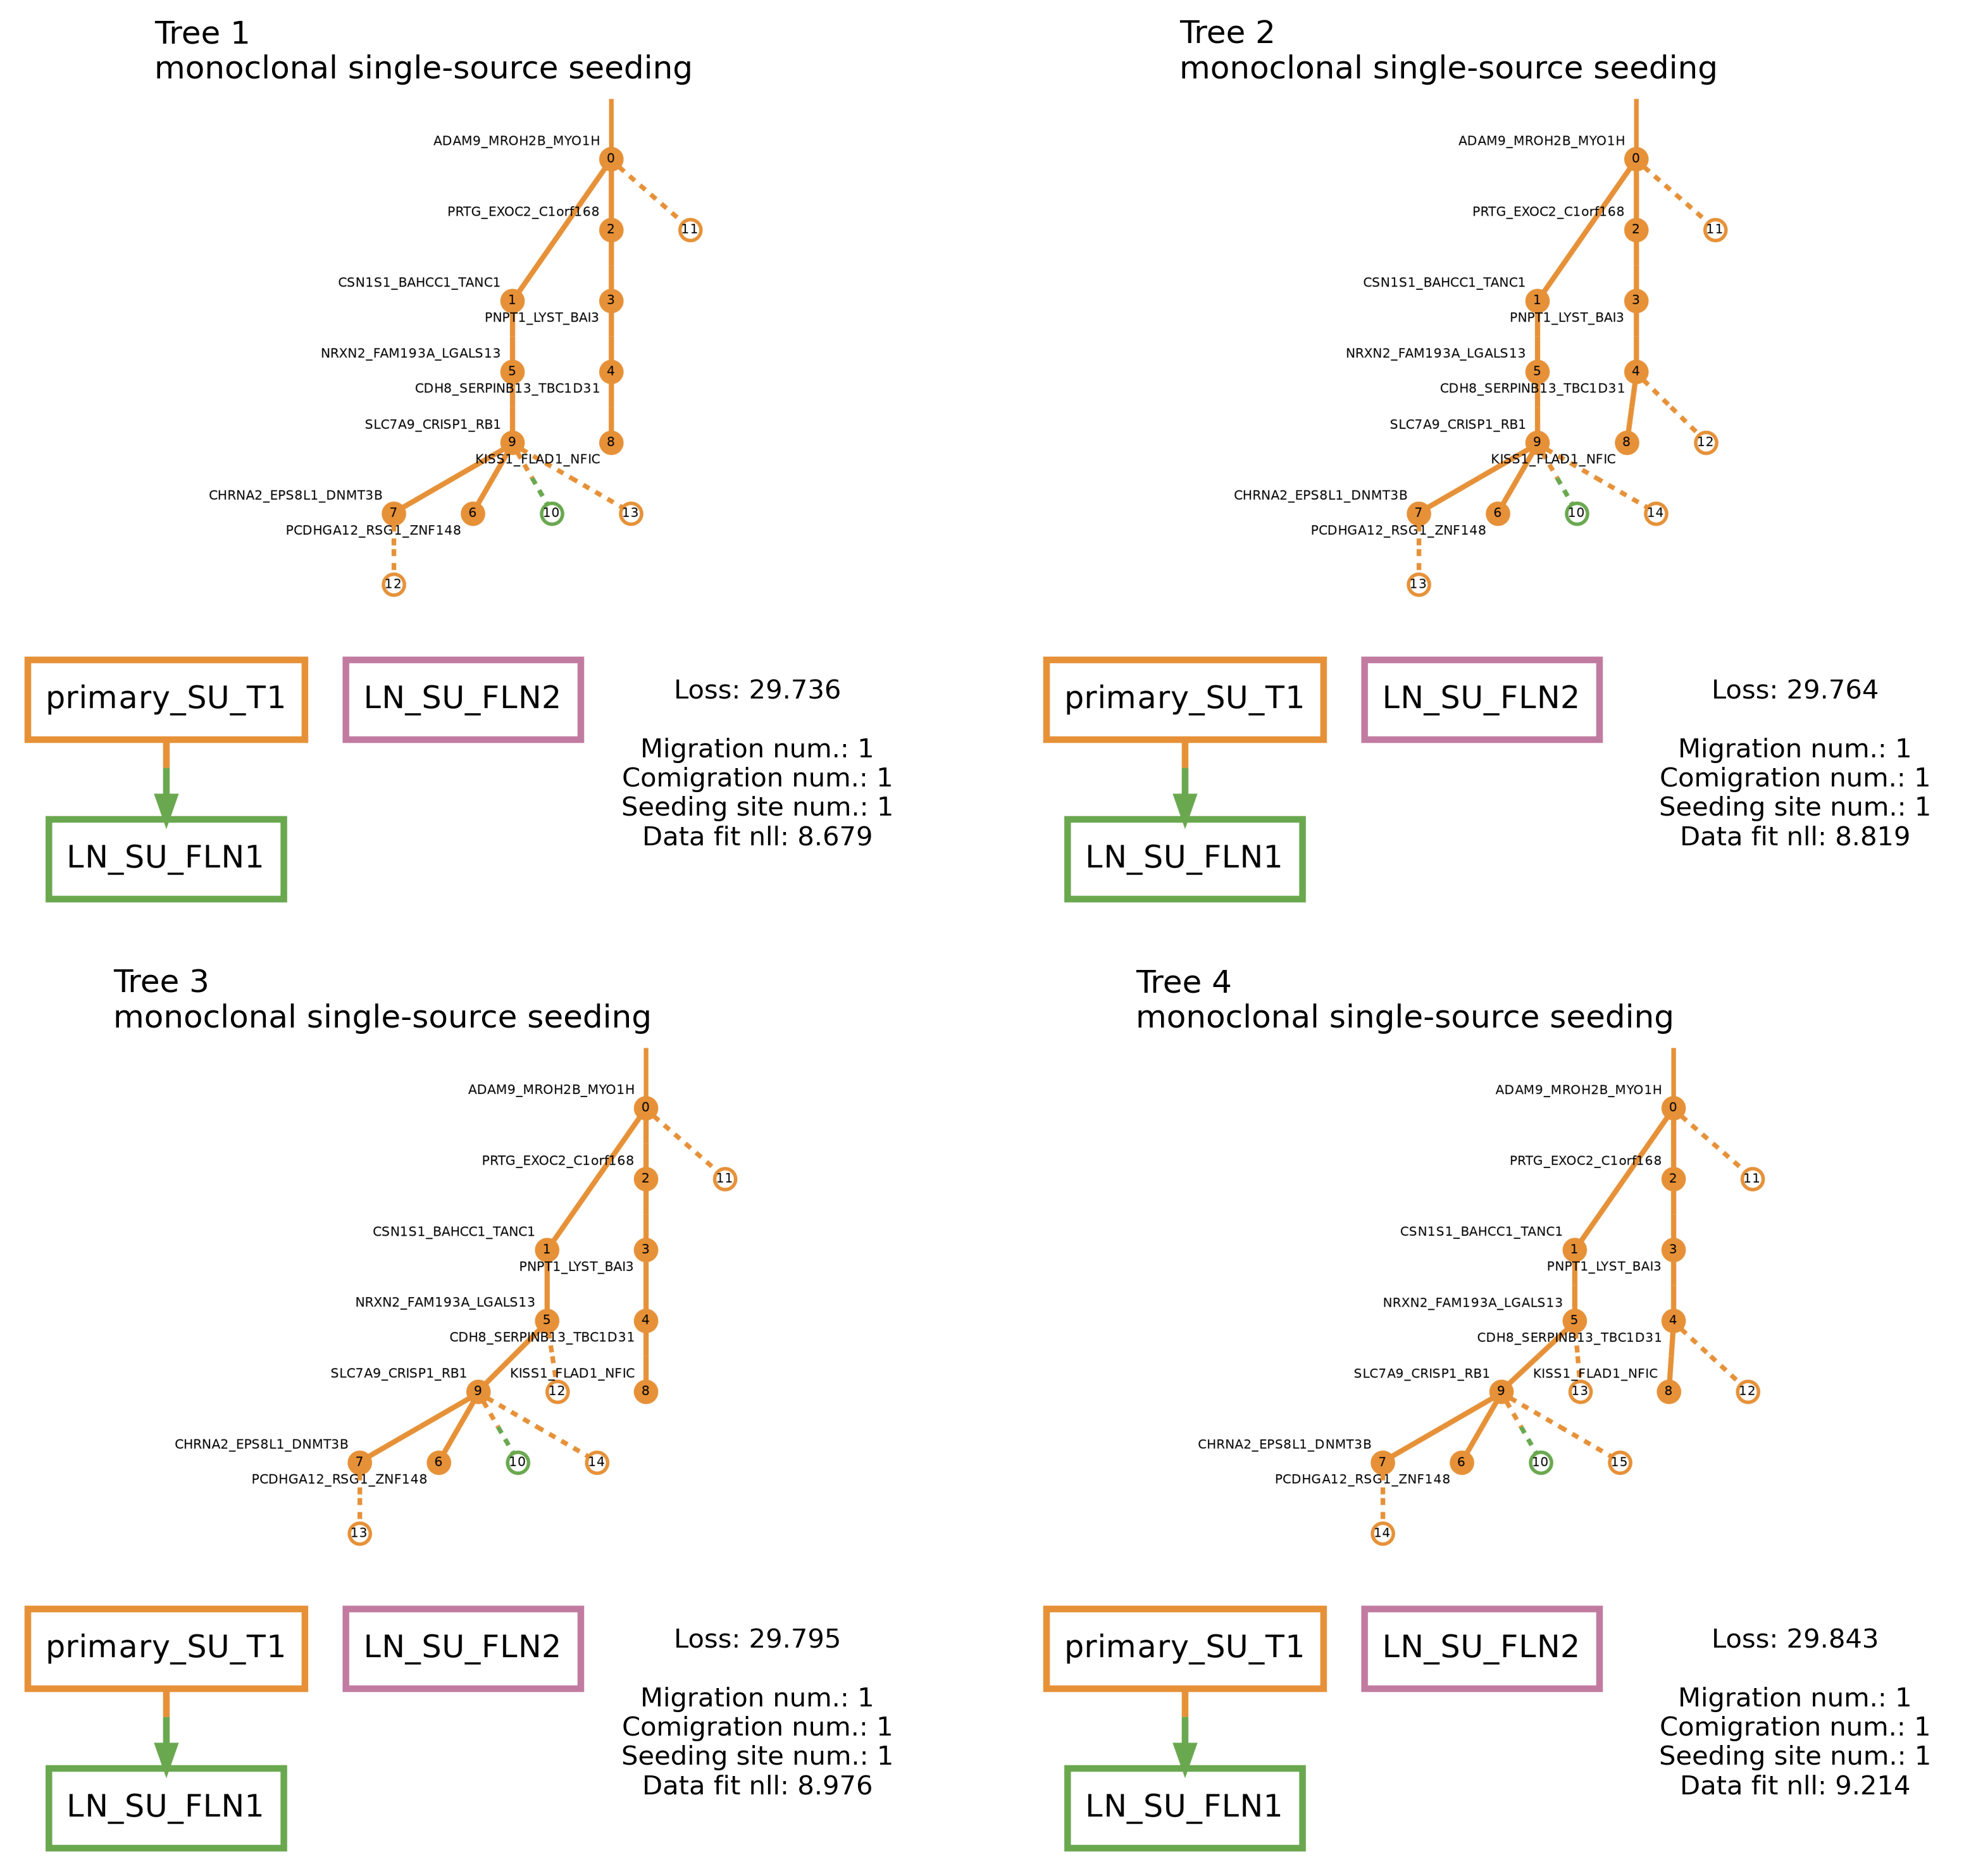 Tree 1
monoclonal single-source seeding
ADAM9_MROH2B_MYO1H
0
PRTG_EXOC2_C1orf168
2
11
CSN1S1_BAHCC1_TANC1
1
3
PNPT1_LYST_BAI3
NRXN2_FAM193A_LGALS13
5
4
CDH8_SERPINB13_TBC1D31
SLC7A9_CRISP1_RB1
9
8
KISS1_FLAD1_NFIC
CHRNA2_EPS8L1_DNMT3B
7
6
10
13
PCDHGA12_RSG1_ZNF148
12
primary_SU_T1
LN_SU_FLN2
LN_SU_FLN1
Loss: 29.736
Migration num.: 1
Comigration num.: 1
Seeding site num.: 1
Data fit nll: 8.679
Tree 2
monoclonal single-source seeding
ADAM9_MROH2B_MYO1H
0
PRTG_EXOC2_C1orf168
2
11
CSN1S1_BAHCC1_TANC1
1
3
PNPT1_LYST_BAI3
NRXN2_FAM193A_LGALS13
5
4
CDH8_SERPINB13_TBC1D31
SLC7A9_CRISP1_RB1
9
8
12
KISS1_FLAD1_NFIC
CHRNA2_EPS8L1_DNMT3B
7
6
10
14
PCDHGA12_RSG1_ZNF148
13
primary_SU_T1
LN_SU_FLN2
LN_SU_FLN1
Loss: 29.764
Migration num.: 1
Comigration num.: 1
Seeding site num.: 1
Data fit nll: 8.819
Tree 3
monoclonal single-source seeding
ADAM9_MROH2B_MYO1H
0
PRTG_EXOC2_C1orf168
2
11
CSN1S1_BAHCC1_TANC1
1
3
PNPT1_LYST_BAI3
NRXN2_FAM193A_LGALS13
5
4
CDH8_SERPINB13_TBC1D31
SLC7A9_CRISP1_RB1
KISS1_FLAD1_NFIC
9
12
8
CHRNA2_EPS8L1_DNMT3B
7
6
10
14
PCDHGA12_RSG1_ZNF148
13
primary_SU_T1
LN_SU_FLN2
LN_SU_FLN1
Loss: 29.795
Migration num.: 1
Comigration num.: 1
Seeding site num.: 1
Data fit nll: 8.976
Tree 4
monoclonal single-source seeding
ADAM9_MROH2B_MYO1H
0
PRTG_EXOC2_C1orf168
2
11
CSN1S1_BAHCC1_TANC1
1
3
PNPT1_LYST_BAI3
NRXN2_FAM193A_LGALS13
5
4
CDH8_SERPINB13_TBC1D31
SLC7A9_CRISP1_RB1
KISS1_FLAD1_NFIC
9
13
8
12
CHRNA2_EPS8L1_DNMT3B
7
6
10
15
PCDHGA12_RSG1_ZNF148
14
primary_SU_T1
LN_SU_FLN2
LN_SU_FLN1
Loss: 29.843
Migration num.: 1
Comigration num.: 1
Seeding site num.: 1
Data fit nll: 9.214